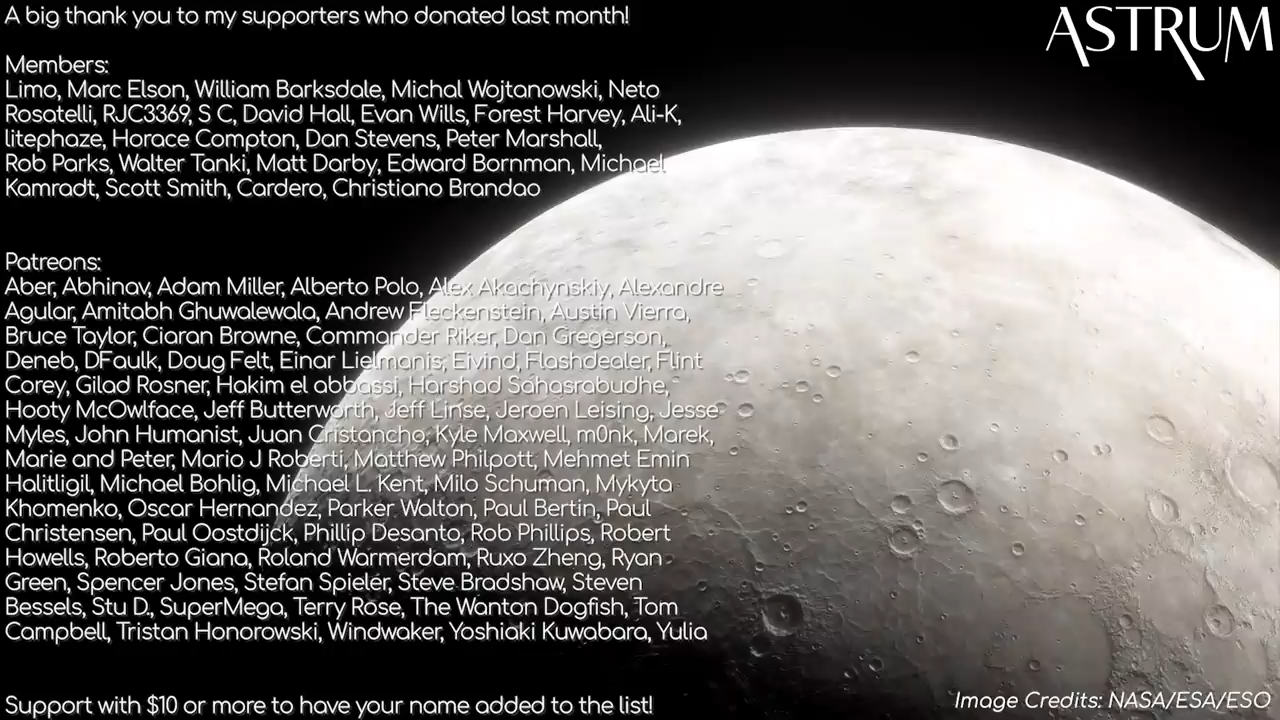 A big thank you to my supporters who donated last month!
ASTRUM
Members:
Limo, Marc Elson, William Barksdale, Michal Wojtanowski, Neto
Rosatelli, RJC3369, S C, David Hall, Evan Wills, Forest Harvey, Ali-K,
litephaze, Horace Compton, Dan Stevens, Peter Marshall,
Rob Parks, Walter Tanki, Matt Darby, Edward Bornman, Michael
Kamradt, Scott Smith, Cardero, Christiano Brandao
Patreons:
Aber, Abhinav, Adam Miller, Alberto Polo, Alex Akachynskiy, Alexandre
Agular, Amitabh Ghuwalewala, Andrew Fleckenstein, Austin Vierra,
Bruce Taylor, Ciaran Browne, Commander Riker, Dan Gregerson,
Deneb, DFaulk, Doug Felt, Einar Lielmanis, Eivind, Flashdealer, Flint
Corey, Gilad Rosner, Hakim el abbassi, Harshad Sahasrabudhe,
Hooty McOwlface, Jeff Butterworth, Jeff Linse, Jeroen Leising, Jesse
Myles, John Humanist, Juan Cristancho, Kyle Maxwell, m0nk, Marek,
Marie and Peter, Mario J Roberti, Matthew Philpott, Mehmet Emin
Halitligil, Michael Bohlig, Michael L. Kent, Milo Schuman, Mykyta
Khomenko, Oscar Hernandez, Parker Walton, Paul Bertin, Paul
Christensen, Paul Oostdijck, Phillip Desanto, Rob Phillips, Robert
Howells, Roberto Giana, Roland Warmerdam, Ruxo Zheng, Ryan
Green, Spencer Jones, Stefan Spieler, Steve Bradshaw, Steven
Bessels, Stu D., SuperMega, Terry Rose, The Wanton Dogfish, Tom
Campbell, Tristan Honorowski, Windwaker, Yoshiaki Kuwabara, Yulia
Support with $10 or more to have your name added to the list!
Image Credits: NASA/ESA/ESO